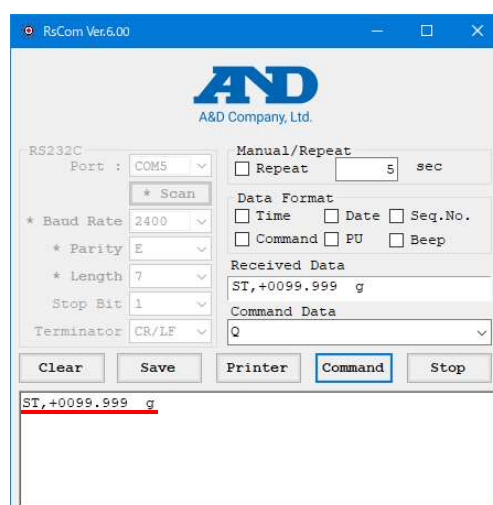 RsCom Ver.6.00
AND
A&D Company, Ltd.
RS232C
Port : COM5
* Scan
* Baud Rate 2400
* Parity E
* Length 7
Stop Bit 1
Terminator CR/LF
Manual/Repeat
Repeat 5 sec
Data Format
Time Date Seq.No.
Command PU Beep
Received Data
ST,+0099.999 g
Command Data
Q
Clear Save Printer Command Stop
ST,+0099.999 g